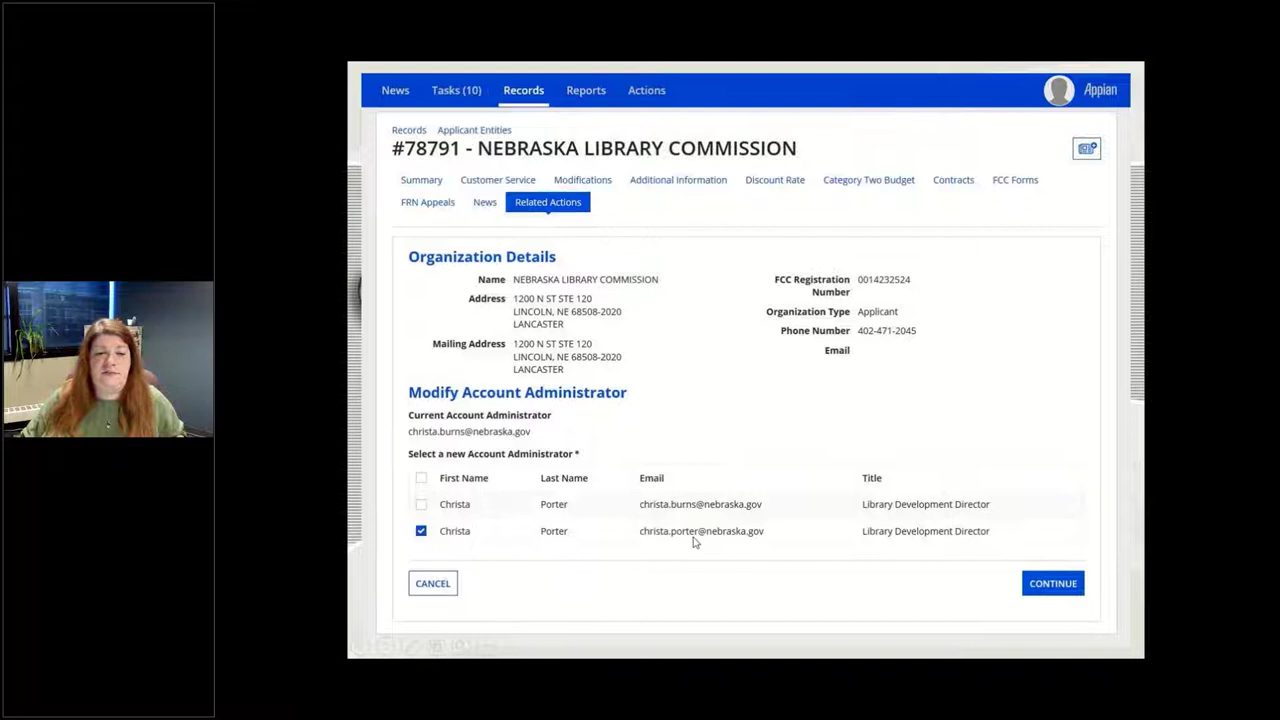 News Tasks (10) Records Reports Actions Appian
Records Applicant Entities
#78791 - NEBRASKA LIBRARY COMMISSION
Summary Customer Service Modifications Additional Information Discount Rate Category Two Budget Contracts FCC Forms
FRN Appeals News Related Actions
Organization Details
Name NEBRASKA LIBRARY COMMISSION
Address 1200 N ST STE 120
LINCOLN, NE 68508-2020
LANCASTER
Mailing Address 1200 N ST STE 120
LINCOLN, NE 68508-2020
LANCASTER
FCC Registration
Number
0014232524
Organization Type Applicant
Phone Number 402-471-2045
Email
Modify Account Administrator
Current Account Administrator
christa.burns@nebraska.gov
Select a new Account Administrator *
First Name Last Name Email Title
Christa Porter christa.burns@nebraska.gov Library Development Director
Christa Porter christa.porter@nebraska.gov Library Development Director
CANCEL CONTINUE